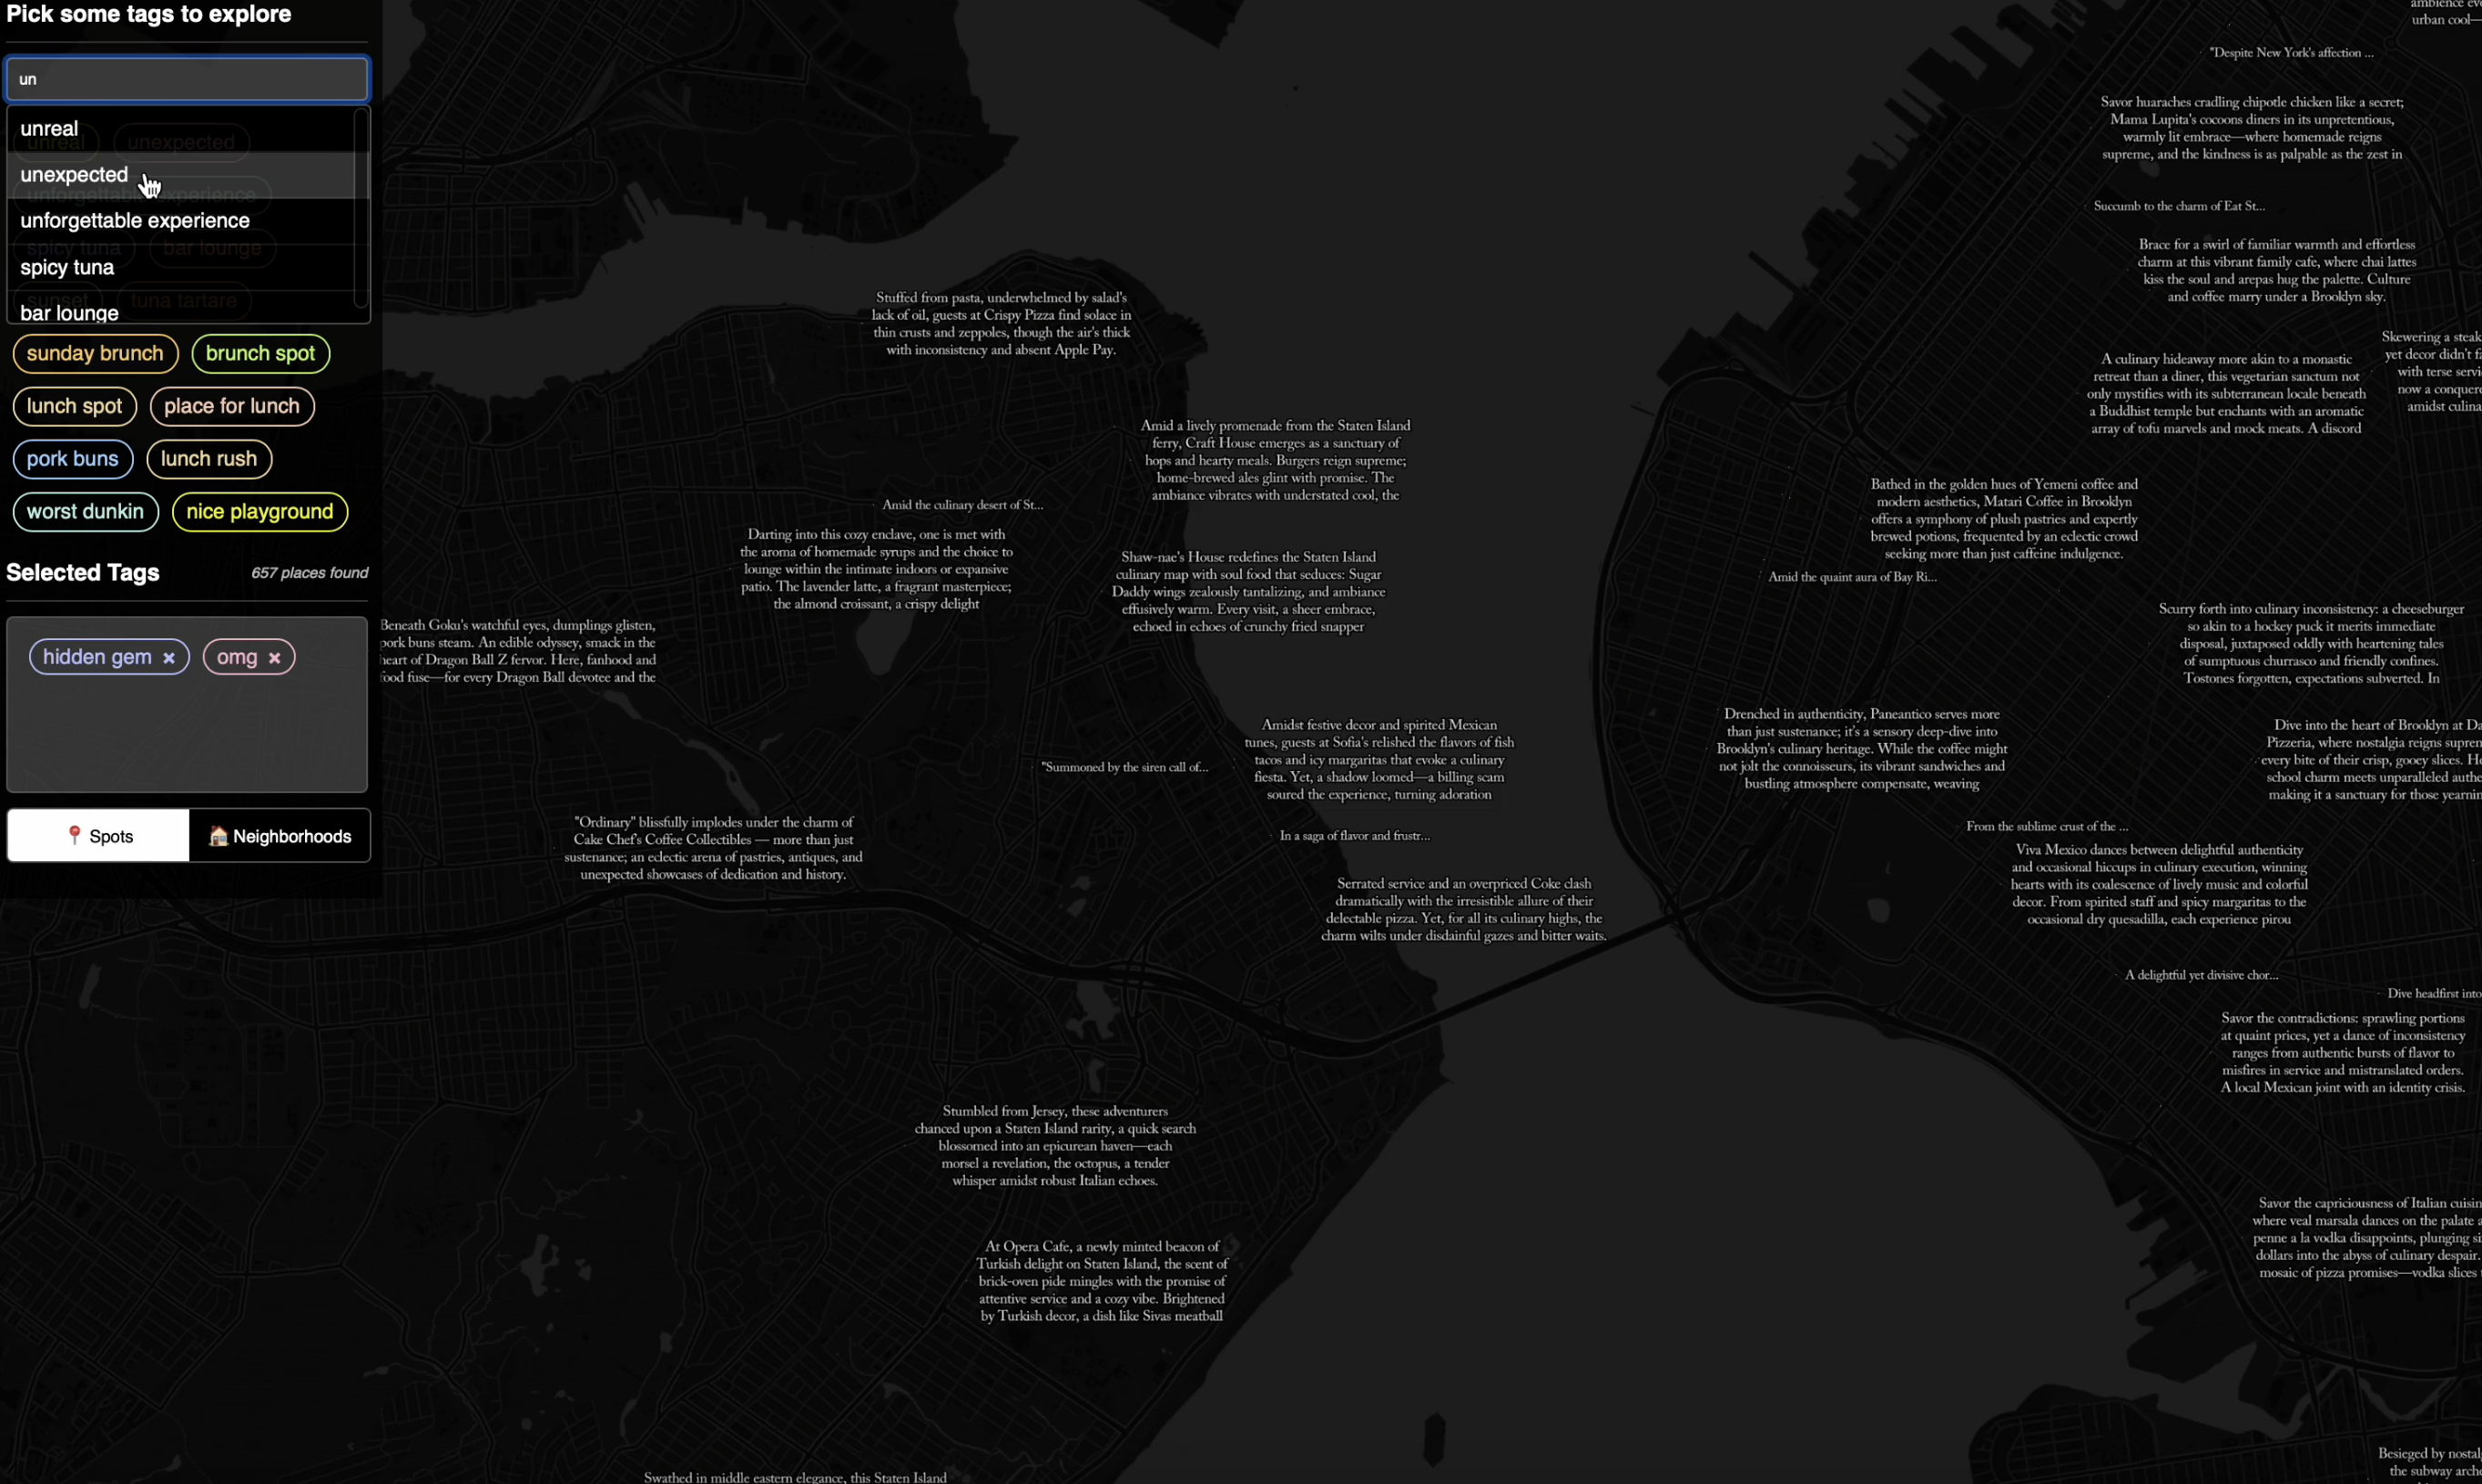 Pick some tags to explore
un
unreal
unexpected
unforgettable experience
spicy tuna
bar lounge
unreal
unexpected
unforgettable experience
spicy tuna
bar lounge
sunset
tuna tartare
sunday brunch
brunch spot
lunch spot
place for lunch
pork buns
lunch rush
worst dunkin
nice playground
Selected Tags
657 places found
hidden gem ×
omg ×
📍 Spots
🏠 Neighborhoods
Stuffed from pasta, underwhelmed by salad's
lack of oil, guests at Crispy Pizza find solace in
thin crusts and zeppoles, though the air's thick
with inconsistency and absent Apple Pay.
Amid a lively promenade from the Staten Island
ferry, Craft House emerges as a sanctuary of
hops and hearty meals. Burgers reign supreme;
home-brewed ales glint with promise. The
ambiance vibrates with understated cool, the
Amid the culinary desert of St...
Darting into this cozy enclave, one is met with
the aroma of homemade syrups and the choice to
lounge within the intimate indoors or expansive
patio. The lavender latte, a fragrant masterpiece;
the almond croissant, a crispy delight
Shaw-nae's House redefines the Staten Island
culinary map with soul food that seduces: Sugar
Daddy wings zealously tantalizing, and ambiance
effusively warm. Every visit, a sheer embrace,
echoed in echoes of crunchy fried snapper
Beneath Goku's watchful eyes, dumplings glisten,
pork buns steam. An edible odyssey, smack in the
heart of Dragon Ball Z fervor. Here, fanhood and
food fuse—for every Dragon Ball devotee and the
Amidst festive decor and spirited Mexican
tunes, guests at Sofia's relished the flavors of fish
tacos and icy margaritas that evoke a culinary
fiesta. Yet, a shadow loomed—a billing scam
soured the experience, turning adoration
"Summoned by the siren call of...
In a saga of flavor and frustr...
"Ordinary" blissfully implodes under the charm of
Cake Chef's Coffee Collectibles — more than just
sustenance; an eclectic arena of pastries, antiques, and
unexpected showcases of dedication and history.
Serrated service and an overpriced Coke clash
dramatically with the irresistible allure of their
delectable pizza. Yet, for all its culinary highs, the
charm wilts under disdainful gazes and bitter waits.
Stumbled from Jersey, these adventurers
chanced upon a Staten Island rarity, a quick search
blossomed into an epicurean haven—each
morsel a revelation, the octopus, a tender
whisper amidst robust Italian echoes.
At Opera Cafe, a newly minted beacon of
Turkish delight on Staten Island, the scent of
brick-oven pide mingles with the promise of
attentive service and a cozy vibe. Brightened
by Turkish decor, a dish like Sivas meatball
Swathed in middle eastern elegance, this Staten Island
urban cool—
"Despite New York's affection ...
Savor huaraches cradling chipotle chicken like a secret;
Mama Lupita's cocoons diners in its unpretentious,
warmly lit embrace—where homemade reigns
supreme, and the kindness is as palpable as the zest in
Succumb to the charm of Eat St...
Brace for a swirl of familiar warmth and effortless
charm at this vibrant family cafe, where chai lattes
kiss the soul and arepas hug the palette. Culture
and coffee marry under a Brooklyn sky.
Skewering a steak
yet decor didn't
with terse
now a
amidst
A culinary hideaway more akin to a monastic
retreat than a diner, this vegetarian sanctum not
only mystifies with its subterranean locale beneath
a Buddhist temple but enchants with an aromatic
array of tofu marvels and mock meats. A discord
Bathed in the golden hues of Yemeni coffee and
modern aesthetics, Matari Coffee in Brooklyn
offers a symphony of plush pastries and expertly
brewed potions, frequented by an eclectic crowd
seeking more than just caffeine indulgence.
Amid the quaint aura of Bay Ri...
Scurry forth into culinary inconsistency: a cheeseburger
so akin to a hockey puck it merits immediate
disposal, juxtaposed oddly with heartening tales
of sumptuous churrasco and friendly confines.
Tostones forgotten, expectations subverted. In
Drenched in authenticity, Paneantico serves more
than just sustenance; it's a sensory deep-dive into
Brooklyn's culinary heritage. While the coffee might
not jolt the connoisseurs, its vibrant sandwiches and
bustling atmosphere compensate, weaving
Dive into the heart of Brooklyn at
Pizzeria, where nostalgia reigns
every bite of their crisp, gooey slices.
school charm meets unparalleled
making it a sanctuary for those
From the sublime crust of the ...
Viva Mexico dances between delightful authenticity
and occasional hiccups in culinary execution, winning
hearts with its coalescence of lively music and colorful
decor. From spirited staff and spicy margaritas to the
occasional dry quesadilla, each experience pirou
A delightful yet divisive chor...
Dive headfirst into
Savor the contradictions: sprawling portions
at quaint prices, yet a dance of inconsistency
ranges from authentic bursts of flavor to
misfires in service and mistranslated orders.
A local Mexican joint with an identity crisis.
Savor the capriciousness of Italian
where veal marsala dances on the palate
penne a la vodka disappoints, plunging
dollars into the abyss of culinary despair.
mosaic of pizza promises—vodka slices
Besieged by
the subway